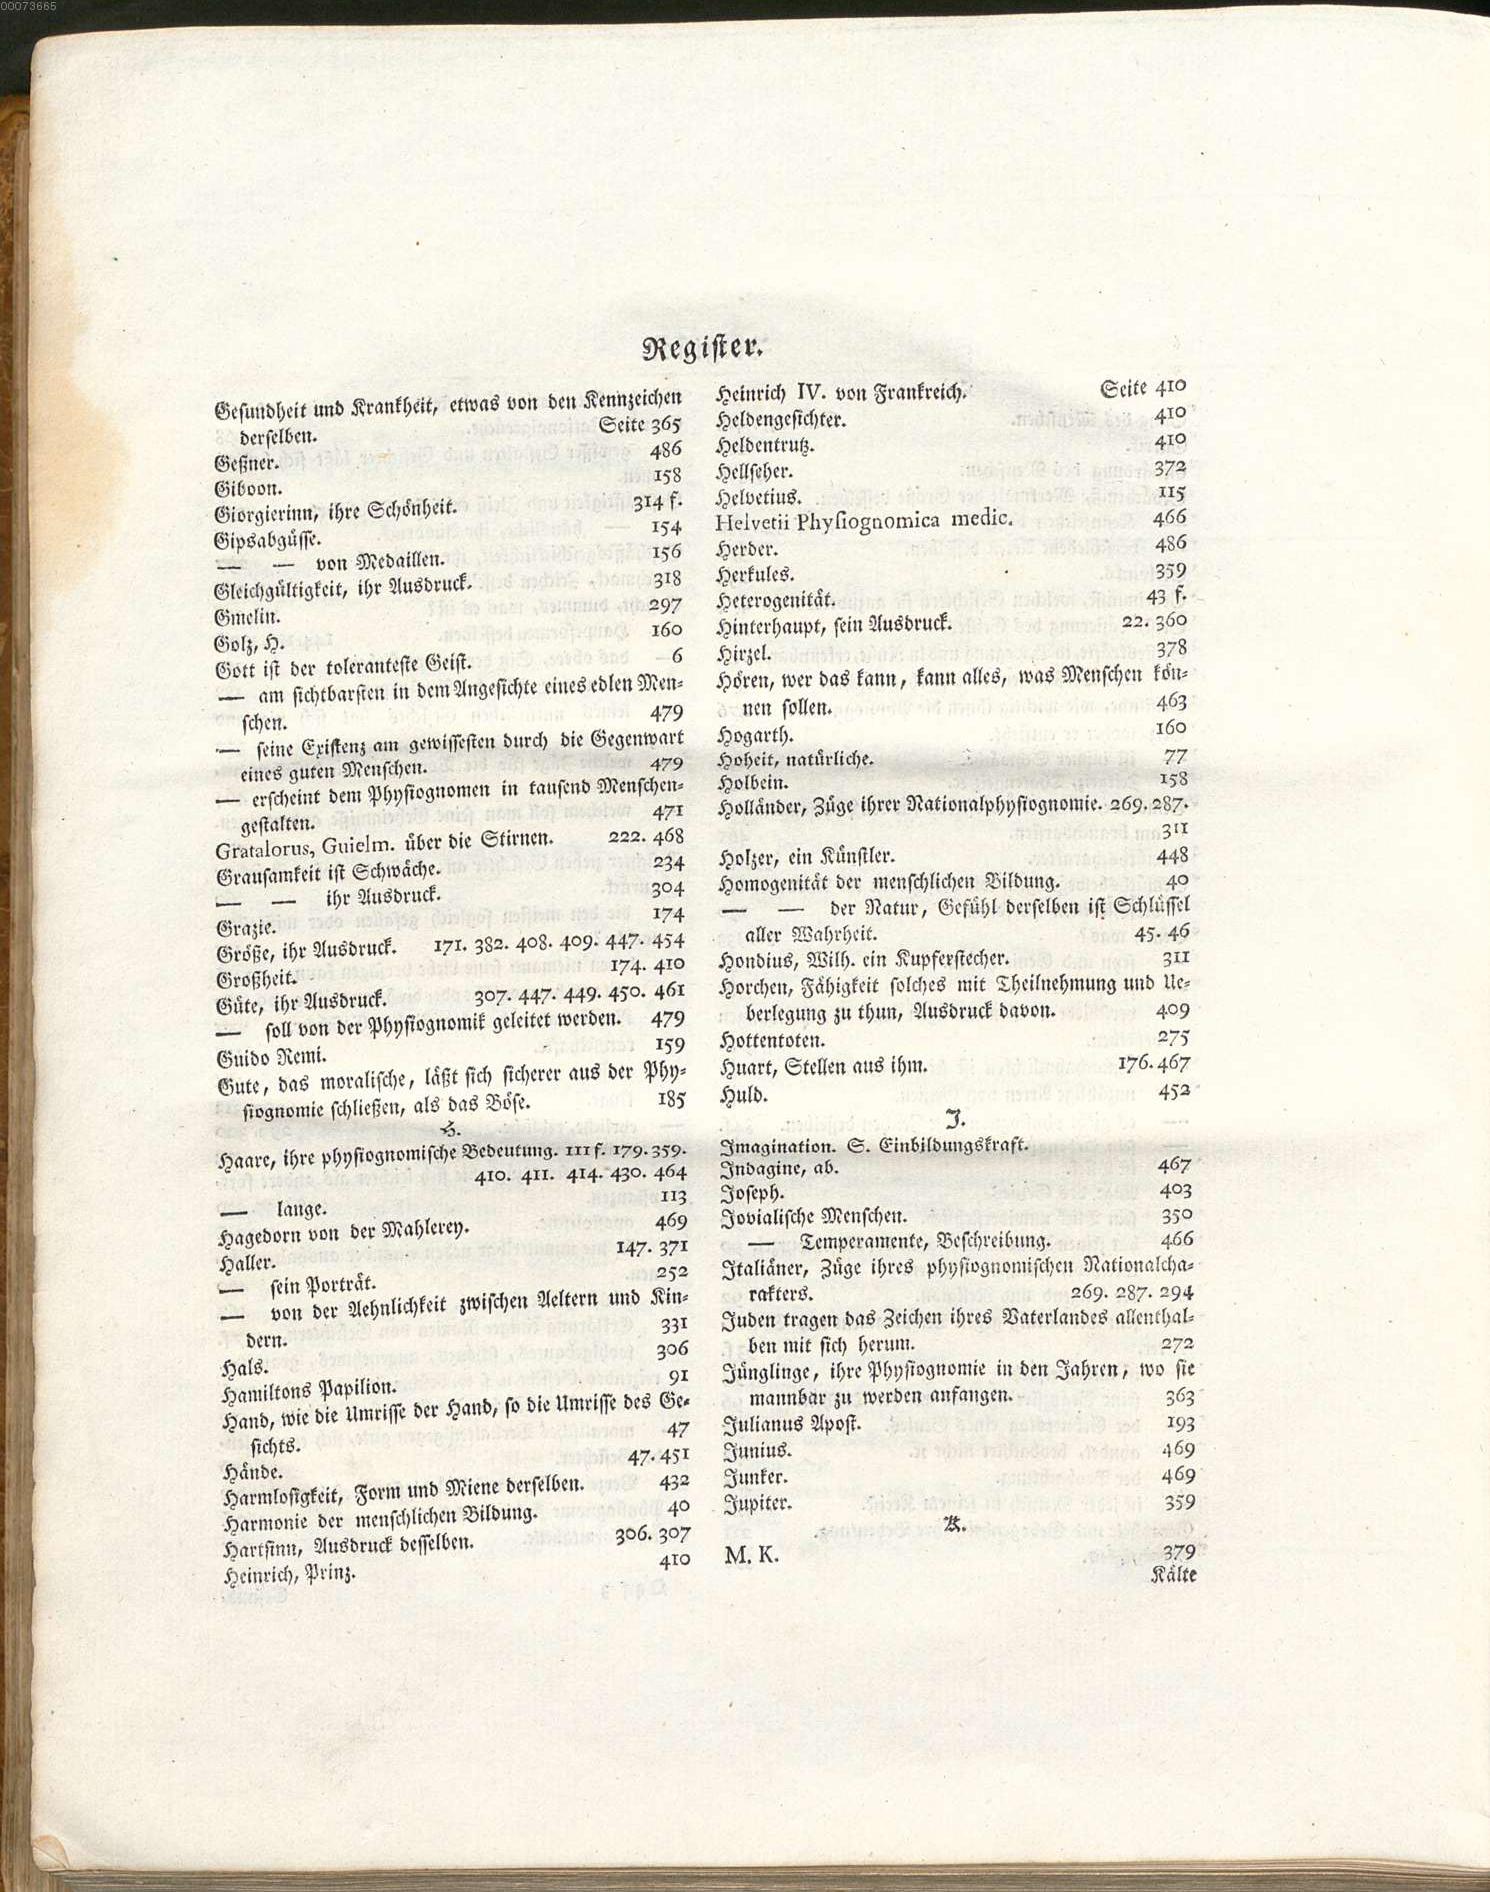 00073665
Register.
Gesundheit und Krankheit, etwas von den Kennzeichen
derselben. Seite 365
Geßner. 486
Giboon. 158
Giorgierinn, ihre Schönheit. 314 f.
Gipsabgüsse. 154
— — von Medaillen. 156
Gleichgültigkeit, ihr Ausdruck. 318
Gmelin. 297
Golz, H. 160
Gott ist der toleranteste Geist. 6
— am sichtbarsten in dem Angesichte eines edlen Men-
schen. 479
— seine Existenz am gewissesten durch die Gegenwart
eines guten Menschen. 479
— erscheint dem Physiognomen in tausend Menschen-
gestalten. 471
Gratalorus, Guielm. über die Stirnen. 222. 468
Grausamkeit ist Schwäche. 234
— — ihr Ausdruck. 304
Grazie. 174
Größe, ihr Ausdruck. 171. 382. 408. 409. 447. 454
Großheit. 174. 410
Güte, ihr Ausdruck. 307. 447. 449. 450. 461
— soll von der Physiognomik geleitet werden. 479
Guido Remi. 159
Gute, das moralische, läßt sich sicherer aus der Phy-
siognomie schließen, als das Böse. 185
H.
Haare, ihre physiognomische Bedeutung. 111 f. 179. 359.
410. 411. 414. 430. 464
— lange. 113
Hagedorn von der Mahlerey. 469
Haller. 147. 371
— sein Porträt. 252
— von der Aehnlichkeit zwischen Aeltern und Kin-
dern. 331
Hals. 306
Hamiltons Papilion. 91
Hand, wie die Umrisse der Hand, so die Umrisse des Ge-
sichts. 47
Hände. 47. 451
Harmlosigkeit, Form und Miene derselben. 432
Harmonie der menschlichen Bildung. 40
Hartsinn, Ausdruck desselben. 306. 307
Heinrich, Prinz. 410
Heinrich IV. von Frankreich. Seite 410
Heldengesichter. 410
Heldentrutz. 410
Hellseher. 372
Helvetius. 115
Helvetii Physiognomica medic. 466
Herder. 486
Herkules. 359
Heterogenität. 43 f.
Hinterhaupt, sein Ausdruck. 22. 360
Hirzel. 378
Hören, wer das kann, kann alles, was Menschen kön-
nen sollen. 463
Hogarth. 160
Hoheit, natürliche. 77
Holbein. 158
Holländer, Züge ihrer Nationalphysiognomie. 269. 287.
311
Holzer, ein Künstler. 448
Homogenität der menschlichen Bildung. 40
— — der Natur, Gefühl derselben ist Schlüssel
aller Wahrheit. 45. 46
Hondius, Wilh. ein Kupferstecher. 311
Horchen, Fähigkeit solches mit Theilnehmung und Ue-
berlegung zu thun, Ausdruck davon. 409
Hottentoten. 275
Huart, Stellen aus ihm. 176. 467
Huld. 452
J.
Imagination. S. Einbildungskraft.
Indagine, ab. 467
Joseph. 403
Jovialische Menschen. 350
— Temperamente, Beschreibung. 466
Italiäner, Züge ihres physiognomischen Nationalcha-
rakters. 269. 287. 294
Juden tragen das Zeichen ihres Vaterlandes allenthal-
ben mit sich herum. 272
Jünglinge, ihre Physiognomie in den Jahren, wo sie
mannbar zu werden anfangen. 363
Julianus Apost. 193
Junius. 469
Junker. 469
Jupiter. 359
K.
M. K. 379
Kälte